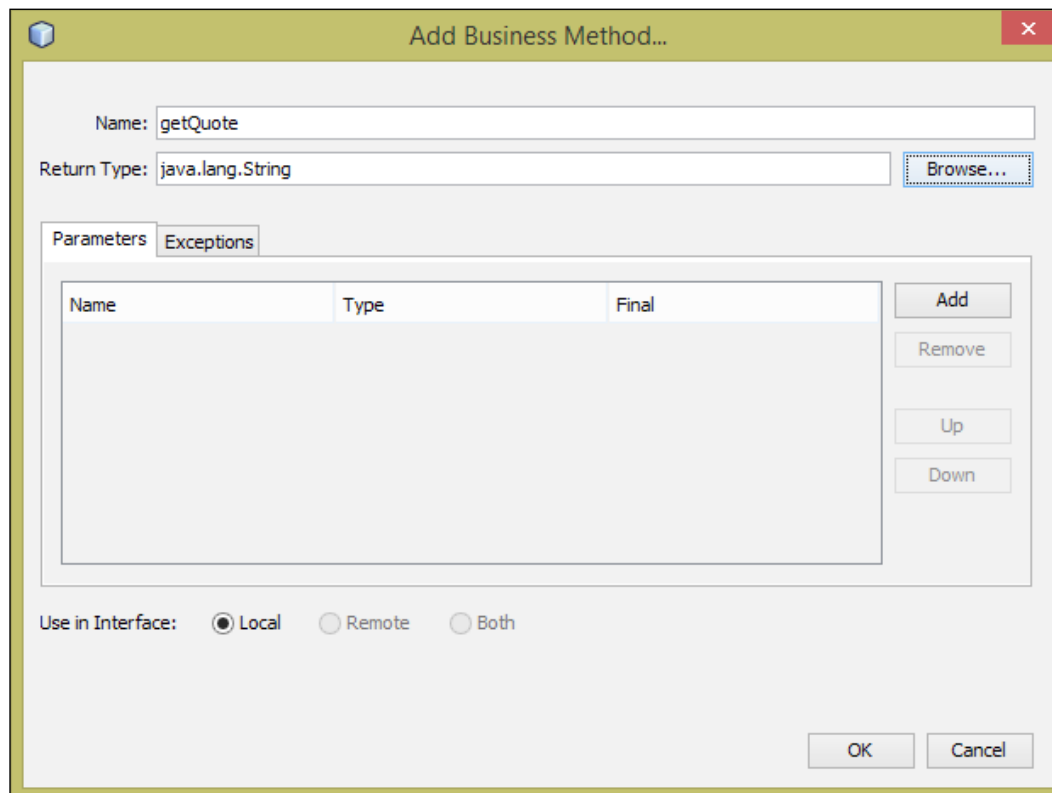 Add Business Method...
Name: getQuote
Return Type: java.lang.String Browse...
Parameters Exceptions
Name Type Final Add
Remove
Up
Down
Use in Interface: Local Remote Both
OK Cancel